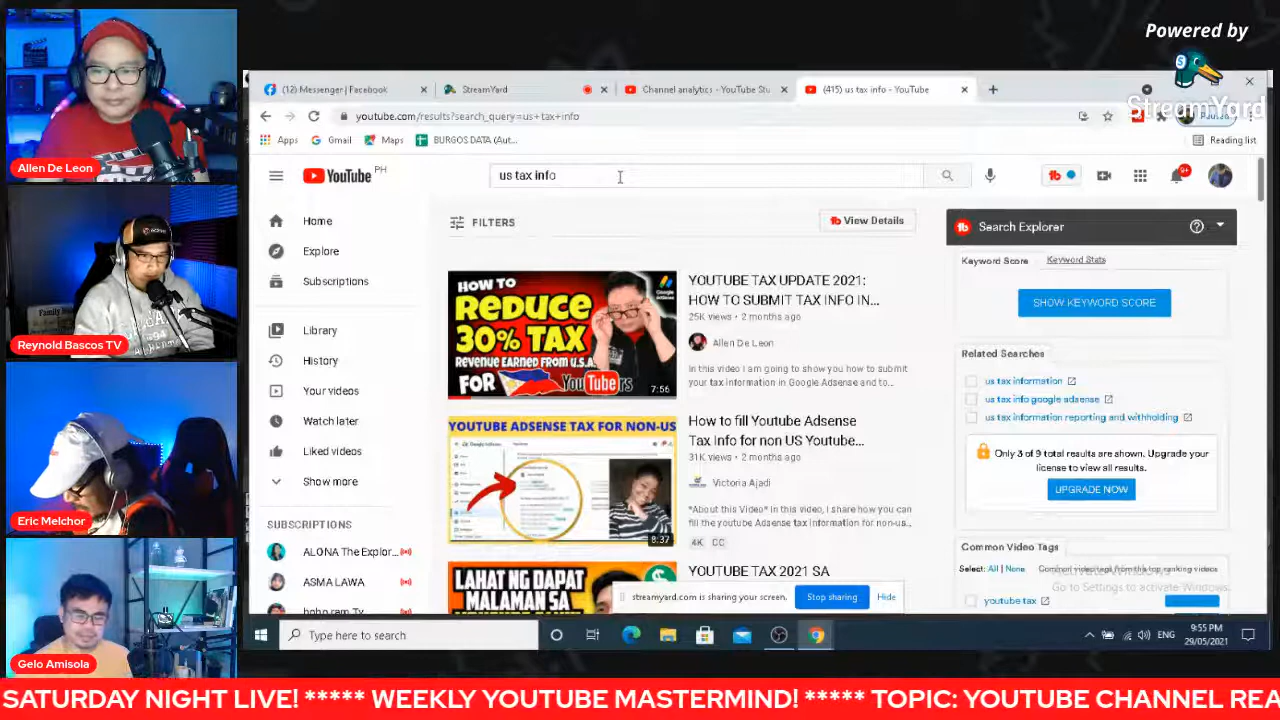 Powered by
StreamYard
Allen De Leon
Reynold Bascos TV
Eric Melchor
Gelo Amisola
(12) Messenger | Facebook
StreamYard
Channel analytics - YouTube Stu
(415) us tax info - YouTube
youtube.com/results?search_query=us+tax+info
Paused
Apps
Gmail
Maps
BURGOS DATA (Aut...
Reading list
YouTube PH
us tax info
9+
Home
Explore
Subscriptions
Library
History
Your videos
Watch later
Liked videos
Show more
SUBSCRIPTIONS
ALONA The Explor...
ASMA LAWA
FILTERS
View Details
HOW TO
REDUCE
30% TAX
REVENUE EARNED FROM U.S.A.
FOR YouTubers
7:56
YOUTUBE TAX UPDATE 2021:
HOW TO SUBMIT TAX INFO IN...
25K views • 2 months ago
Allen De Leon
In this video I am going to show you how to submit
your tax information in Google Adsense and to...
YOUTUBE ADSENSE TAX FOR NON-US
8:37
How to fill Youtube Adsense
Tax Info for non US Youtube...
31K views • 2 months ago
Victoria Ajadi
*About this Video* in this video, i share how you can
fill the youtube Adsense tax information for non-us...
4K CC
LAHAT NG DAPAT
MALAMAN SA
YOUTUBE TAX 2021 SA
Search Explorer
Keyword Score
Keyword Stats
SHOW KEYWORD SCORE
Related Searches
us tax information
us tax info google adsense
us tax information reporting and withholding
Only 3 of 9 total results are shown. Upgrade your
license to view all results.
UPGRADE NOW
Common Video Tags
Select: All | None
Common video tags from the top ranking videos
Go to Settings to activate Windows.
youtube tax
streamyard.com is sharing your screen.
Stop sharing
Hide
Type here to search
ENG
9:55 PM
29/05/2021
SATURDAY NIGHT LIVE! ***** WEEKLY YOUTUBE MASTERMIND! ***** TOPIC: YOUTUBE CHANNEL REA